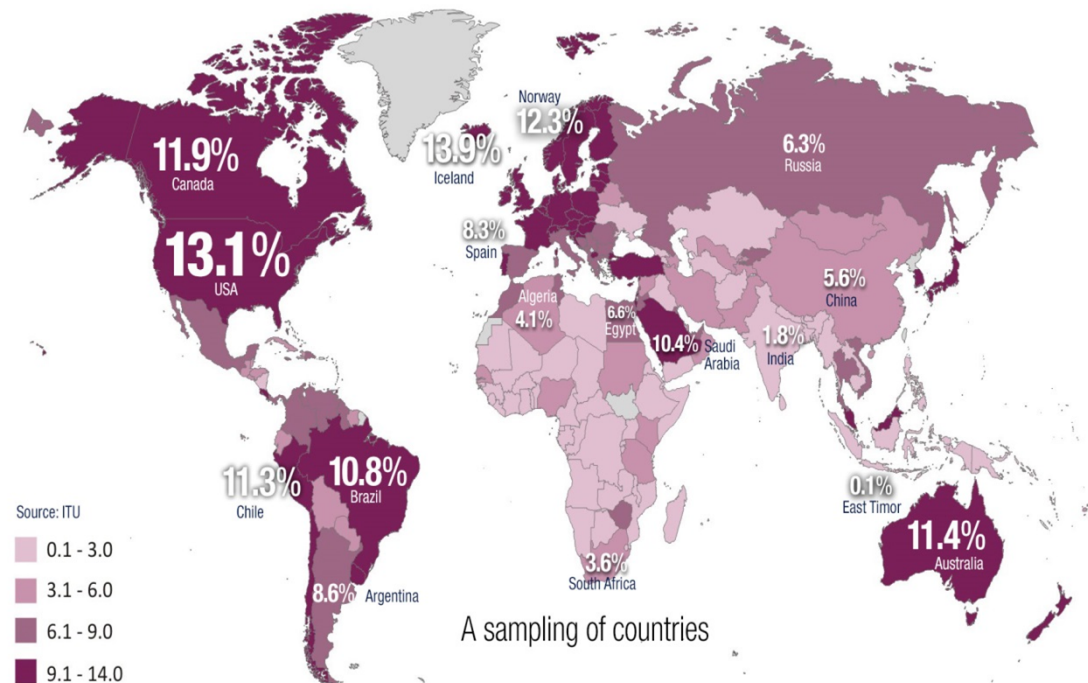 Norway
12.3%
11.9%
Canada
13.9%
Iceland
6.3%
Russia
8.3%
Spain
13.1%
USA
Algeria
4.1%
6.6%
Egypt
5.6%
China
10.4%
Saudi
Arabia
1.8%
India
11.3%
Chile
10.8%
Brazil
0.1%
East Timor
11.4%
Australia
3.6%
South Africa
8.6%
Argentina
A sampling of countries
Source: ITU
0.1 - 3.0
3.1 - 6.0
6.1 - 9.0
9.1 - 14.0